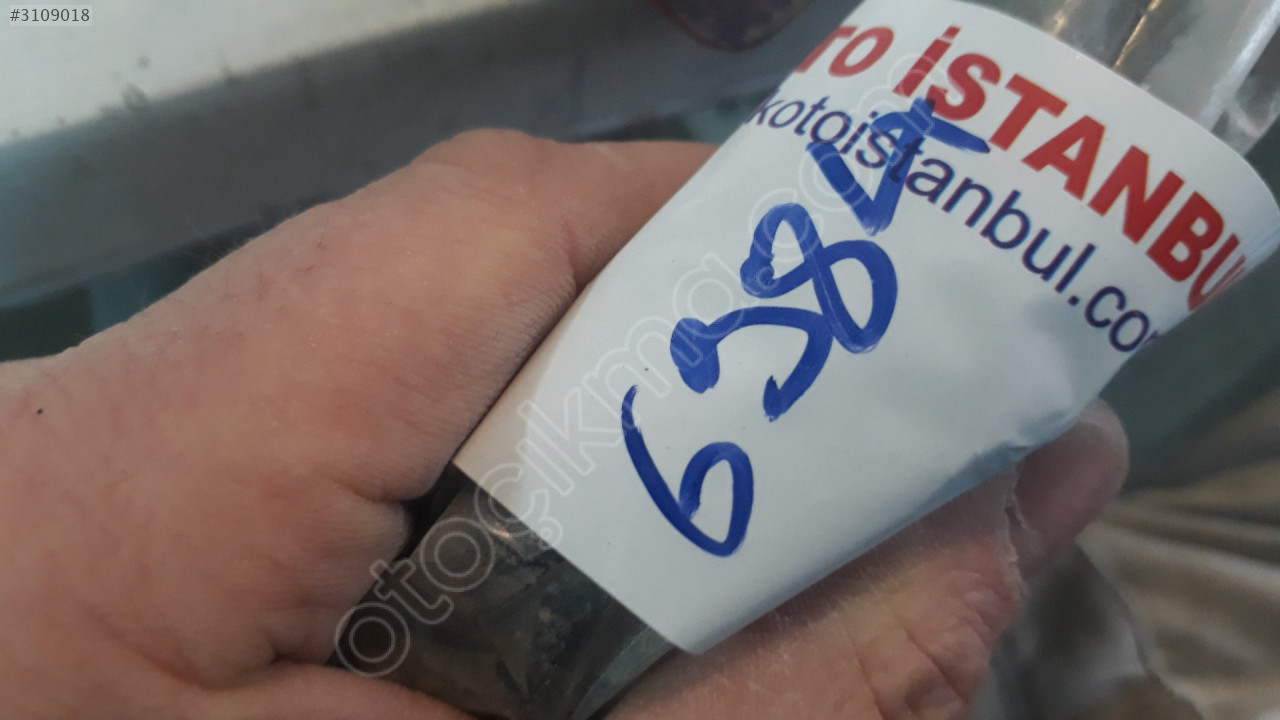 #3109018
TO İSTANBU
kotoistanbul.co
6384
otoçıkma.com